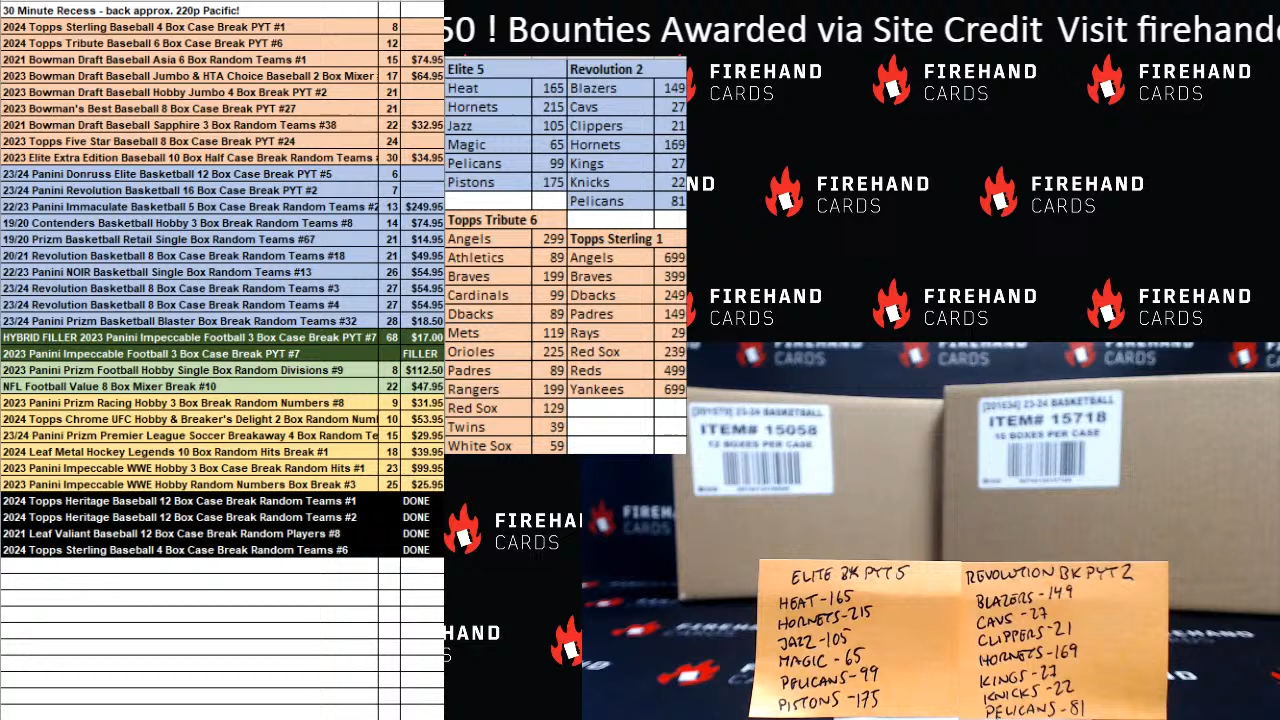 30 Minute Recess - back approx. 220p Pacific!
2024 Topps Sterling Baseball 4 Box Case Break PYT #1 8
2024 Topps Tribute Baseball 6 Box Case Break PYT #6 12
2021 Bowman Draft Baseball Asia 6 Box Random Teams #1 15 $74.95
2023 Bowman Draft Baseball Jumbo & HTA Choice Baseball 2 Box Mixer 17 $64.95
2023 Bowman Draft Baseball Hobby Jumbo 4 Box PYT #2 21
2023 Bowman's Best Baseball 8 Box Case Break PYT #27 21
2021 Bowman Draft Baseball Sapphire 3 Box Random Teams #38 22 $32.95
2023 Topps Five Star Baseball 8 Box Case Break PYT #24 24
2023 Elite Extra Edition Baseball 10 Box Half Case Break Random Teams 30 $34.95
23/24 Panini Donruss Elite Basketball 12 Box Case Break PYT #5 6
23/24 Panini Revolution Basketball 16 Box Case Break PYT #2 7
22/23 Panini Immaculate Basketball 5 Box Case Break Random Teams #2 13 $249.95
19/20 Contenders Basketball Hobby 3 Box Break Random Teams #8 14 $74.95
19/20 Prizm Basketball Retail Single Box Random Teams #67 21 $14.95
20/21 Revolution Basketball 8 Box Case Break Random Teams #18 21 $49.95
22/23 Panini NOIR Basketball Single Box Random Teams #13 26 $54.95
23/24 Revolution Basketball 8 Box Case Break Random Teams #3 27 $54.95
23/24 Revolution Basketball 8 Box Case Break Random Teams #4 27 $54.95
23/24 Panini Prizm Basketball Blaster Box Break Random Teams #32 28 $18.50
HYBRID FILLER 2023 Panini Impeccable Football 3 Box Case Break PYT #7 68 $17.00
2023 Panini Impeccable Football 3 Box Case Break PYT #7 FILLER
2023 Panini Prizm Football Hobby Single Box Random Divisions #9 8 $112.50
NFL Football Value 8 Box Mixer Break #10 22 $47.95
2023 Panini Prizm Racing Hobby 3 Box Break Random Numbers #8 9 $31.95
2024 Topps Chrome UFC Hobby & Breaker's Delight 2 Box Random Num 10 $53.95
23/24 Panini Prizm Premier League Soccer Breakaway 4 Box Random Te 15 $29.95
2024 Leaf Metal Hockey Legends 10 Box Random Hits Break #1 18 $39.95
2023 Panini Impeccable WWE Hobby 3 Box Case Break Random Hits #1 23 $99.95
2023 Panini Impeccable WWE Hobby Random Numbers Box Break #3 25 $25.95
2024 Topps Heritage Baseball 12 Box Case Break Random Teams #1 DONE
2024 Topps Heritage Baseball 12 Box Case Break Random Teams #2 DONE
2021 Leaf Valiant Baseball 12 Box Case Break Random Players #8 DONE
2024 Topps Sterling Baseball 4 Box Case Break Random Teams #6 DONE
50 ! Bounties Awarded via Site Credit Visit firehand
Elite 5
Heat 165
Hornets 215
Jazz 105
Magic 65
Pelicans 99
Pistons 175
Revolution 2
Blazers 149
Cavs 27
Clippers 21
Hornets 169
Kings 27
Knicks 22
Pelicans 81
Topps Tribute 6
Angels 299
Athletics 89
Braves 199
Cardinals 99
Dbacks 89
Mets 119
Orioles 225
Padres 89
Rangers 199
Red Sox 129
Twins 39
White Sox 59
Topps Sterling 1
Angels 699
Braves 399
Dbacks 249
Padres 149
Rays 29
Red Sox 239
Reds 499
Yankees 699
FIREHAND
CARDS
FIREHAND
CARDS
FIREHAND
CARDS
ND
FIREHAND
CARDS
FIREHAND
CARDS
FIREHAND
CARDS
FIREHAND
CARDS
FIREHAND
CARDS
FIREHA
CARDS
HAND
S
CARDS
CARDS
23-24 BASKETBALL
ITEM# 15058
12 BOXES PER CASE
23-24 BASKETBALL
ITEM# 15718
16 BOXES PER CASE
ELITE BK PYT 5
HEAT-165
HORNETS-215
JAZZ-105
MAGIC-65
PELICANS-99
PISTONS-175
REVOLUTION BK PYT 2
BLAZERS-149
CAVS-27
CLIPPERS-21
HORNETS-169
KINGS-27
KNICKS-22
PELICANS-81